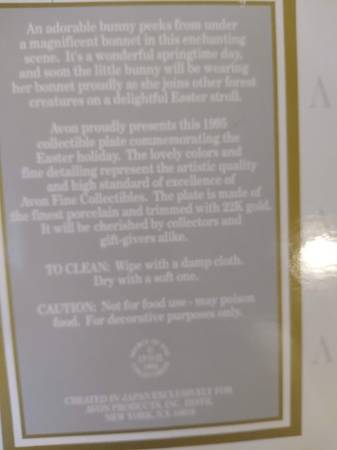 An adorable bunny peeks from under
a magnificent bonnet in this enchanting
scene. It's a wonderful springtime day,
and soon the little bunny will be wearing
her bonnet proudly as she joins other forest
creatures on a delightful Easter stroll.
Avon proudly presents this 1995
collectible plate commemorating the
Easter holiday. The lovely colors and
fine detailing represent the artistic quality
and high standard of excellence of
Avon Fine Collectibles. The plate is made of
the finest porcelain and trimmed with 22K gold.
It will be cherished by collectors and
gift-givers alike.
TO CLEAN: Wipe with a damp cloth.
Dry with a soft one.
CAUTION: Not for food use - may poison
food. For decorative purposes only.
AVON
CREATED IN JAPAN EXCLUSIVELY FOR
AVON PRODUCTS, INC. DISTR.
NEW YORK, N.Y.